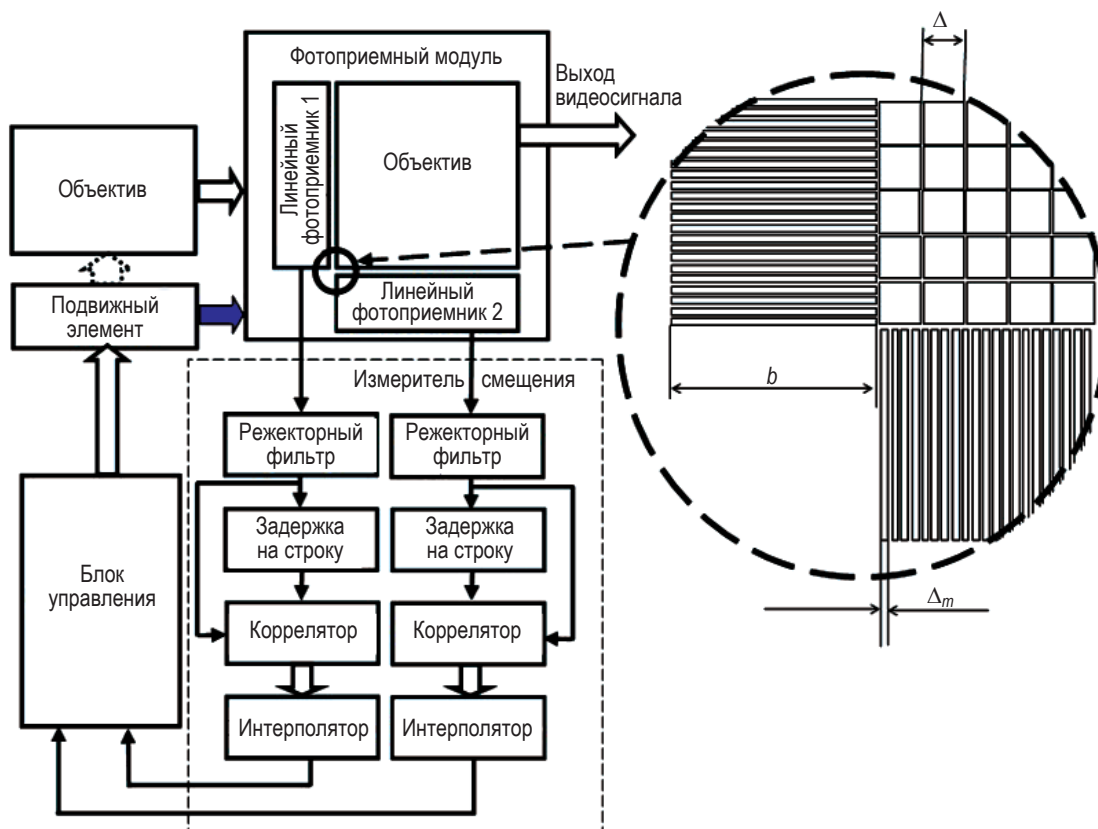 Фотоприемный модуль
Выход
видеосигнала
Δ
Объектив
Линейный
фотоприемник 1
Объектив
Линейный
фотоприемник 2
Подвижный
элемент
b
Δm
Измеритель смещения
Режекторный
фильтр
Режекторный
фильтр
Задержка
на строку
Задержка
на строку
Блок
управления
Коррелятор
Коррелятор
Интерполятор
Интерполятор